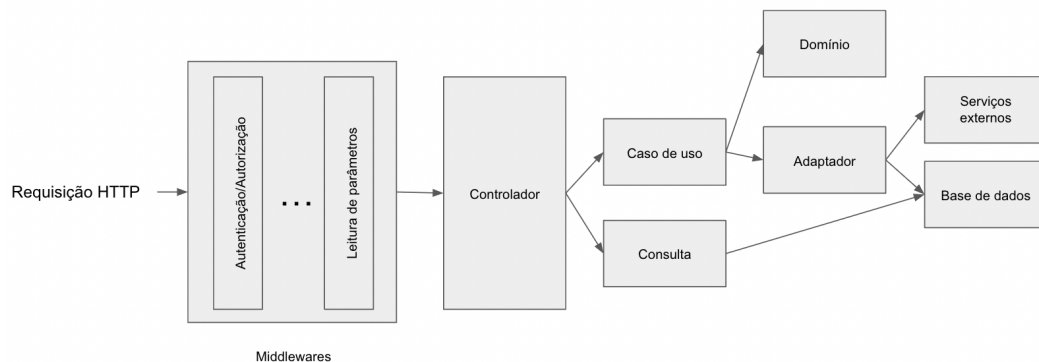 Requisição HTTP
Autenticação/Autorização
...
Leitura de parâmetros
Middlewares
Controlador
Caso de uso
Consulta
Domínio
Adaptador
Serviços
externos
Base de dados